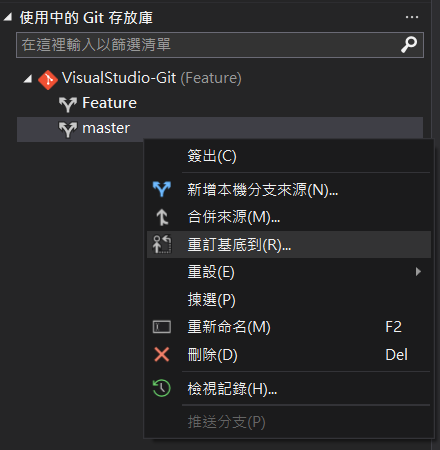 使用中的 Git 存放庫
在這裡輸入以篩選清單
VisualStudio-Git (Feature)
Feature
master
簽出(C)
新增本機分支來源(N)...
合併來源(M)...
重訂基底到(R)...
重設(E)
揀選(P)
重新命名(M) F2
刪除(D) Del
檢視記錄(H)...
推送分支(P)